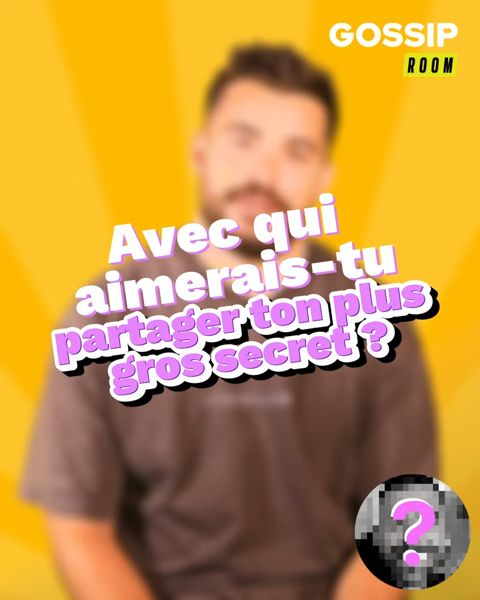 GOSSIP
ROOM
Avec qui
aimerais-tu
partager ton plus
gros secret ?
?